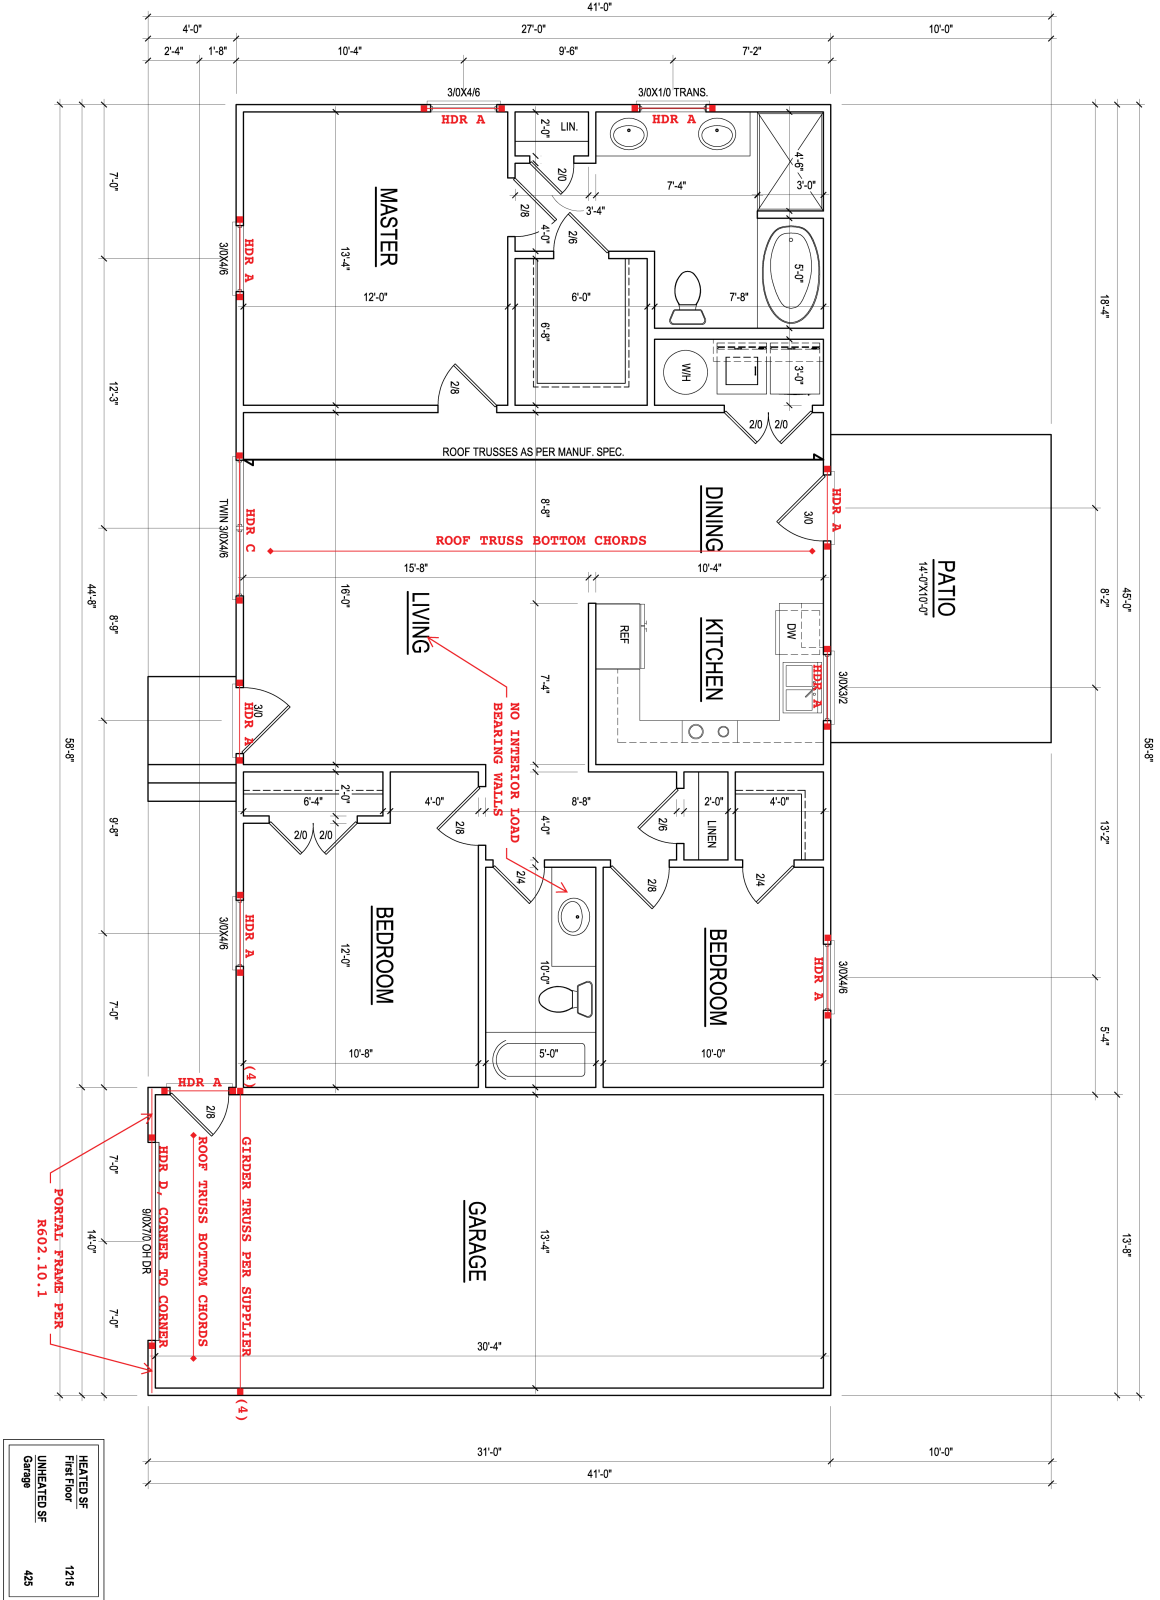 41'-0"
4'-0"
27'-0"
10'-0"
2'-4"
1'-8"
10'-4"
9'-6"
7'-2"
3/0X4/6
3/0X1/0 TRANS.
HDR A
HDR A
LIN.
2'-0"
2/0
4'-6"
3'-0"
7'-4"
3'-4"
2/8
4'-0"
2/6
MASTER
13'-4"
12'-0"
6'-0"
6'-8"
7'-8"
5'-0"
7'-0"
3/0X4/6
HDR A
18'-4"
12'-3"
2/8
W/H
3'-0"
2/0
2/0
ROOF TRUSSES AS PER MANUF. SPEC.
TWIN 3/0X4/6
HDR C
8'-8"
DINING
3/0
HDR A
ROOF TRUSS BOTTOM CHORDS
15'-8"
10'-4"
16'-0"
LIVING
PATIO
14'-0"X10'-0"
8'-2"
45'-0"
44'-8"
8'-9"
REF
KITCHEN
DW
7'-4"
3/0X3/2
HDR A
3/0
HDR A
NO INTERIOR LOAD
BEARING WALLS
58'-8"
58'-8"
6'-4"
2'-0"
4'-0"
8'-8"
2'-0"
4'-0"
2/0
2/0
2/8
4'-0"
2/6
LINEN
9'-8"
13'-2"
2/4
2/8
2/4
3/0X4/6
HDR A
12'-0"
BEDROOM
10'-0"
BEDROOM
HDR A
3/0X4/6
7'-0"
5'-4"
10'-8"
5'-0"
10'-0"
HDR A
(4)
2/8
7'-0"
HDR D, CORNER TO CORNER
ROOF TRUSS BOTTOM CHORDS
GIRDER TRUSS PER SUPPLIER
GARAGE
13'-4"
13'-8"
PORTAL FRAME PER
R602.10.1
14'-0"
9/0X7/0 OH DR
7'-0"
30'-4"
(4)
31'-0"
10'-0"
41'-0"
HEATED SF
First Floor 1215
UNHEATED SF
Garage 425